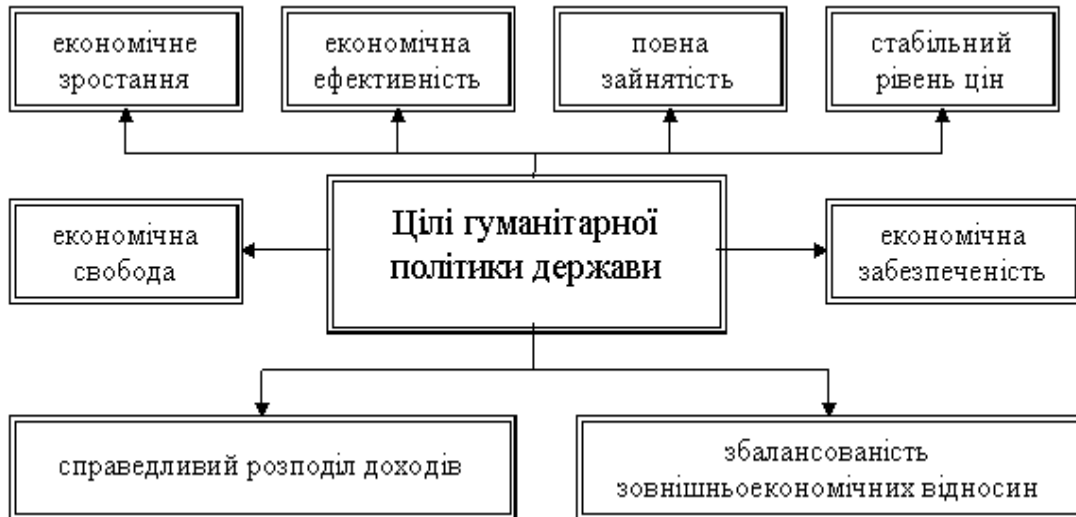 економічне
зростання
економічна
ефективність
повна
зайнятість
стабільний
рівень цін
економічна
свобода
Цілі гуманітарної
політики держави
економічна
забезпеченість
справедливий розподіл доходів
збалансованість
зовнішньоекономічних відносин